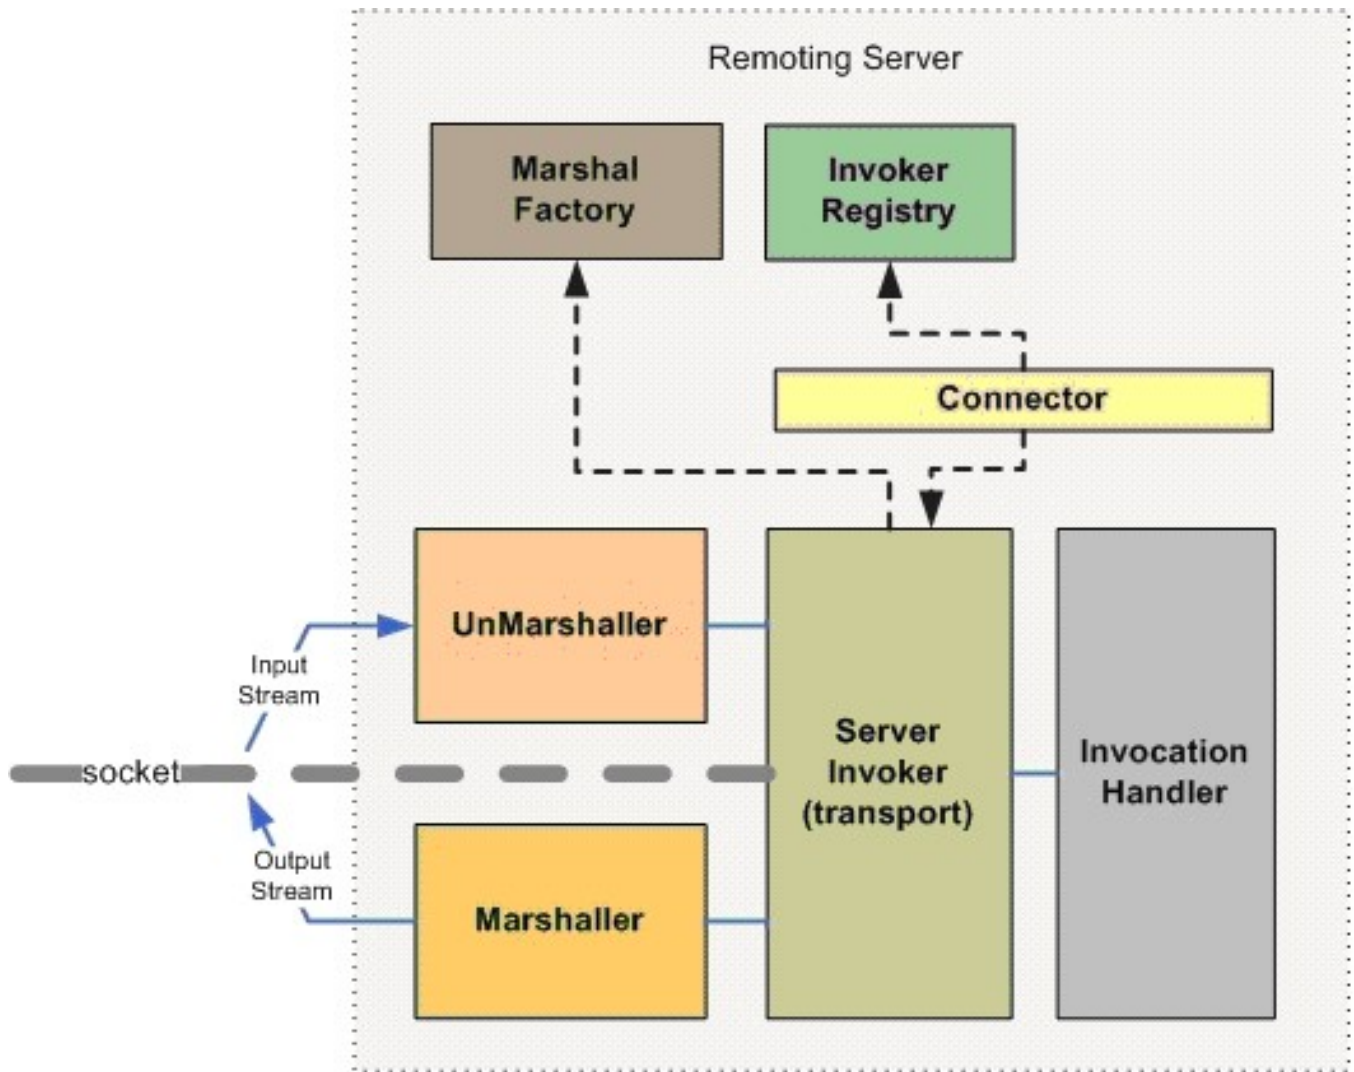 Remoting Server
Marshal
Factory
Invoker
Registry
Connector
UnMarshaller
Input
Stream
socket
Server
Invoker
(transport)
Invocation
Handler
Output
Stream
Marshaller